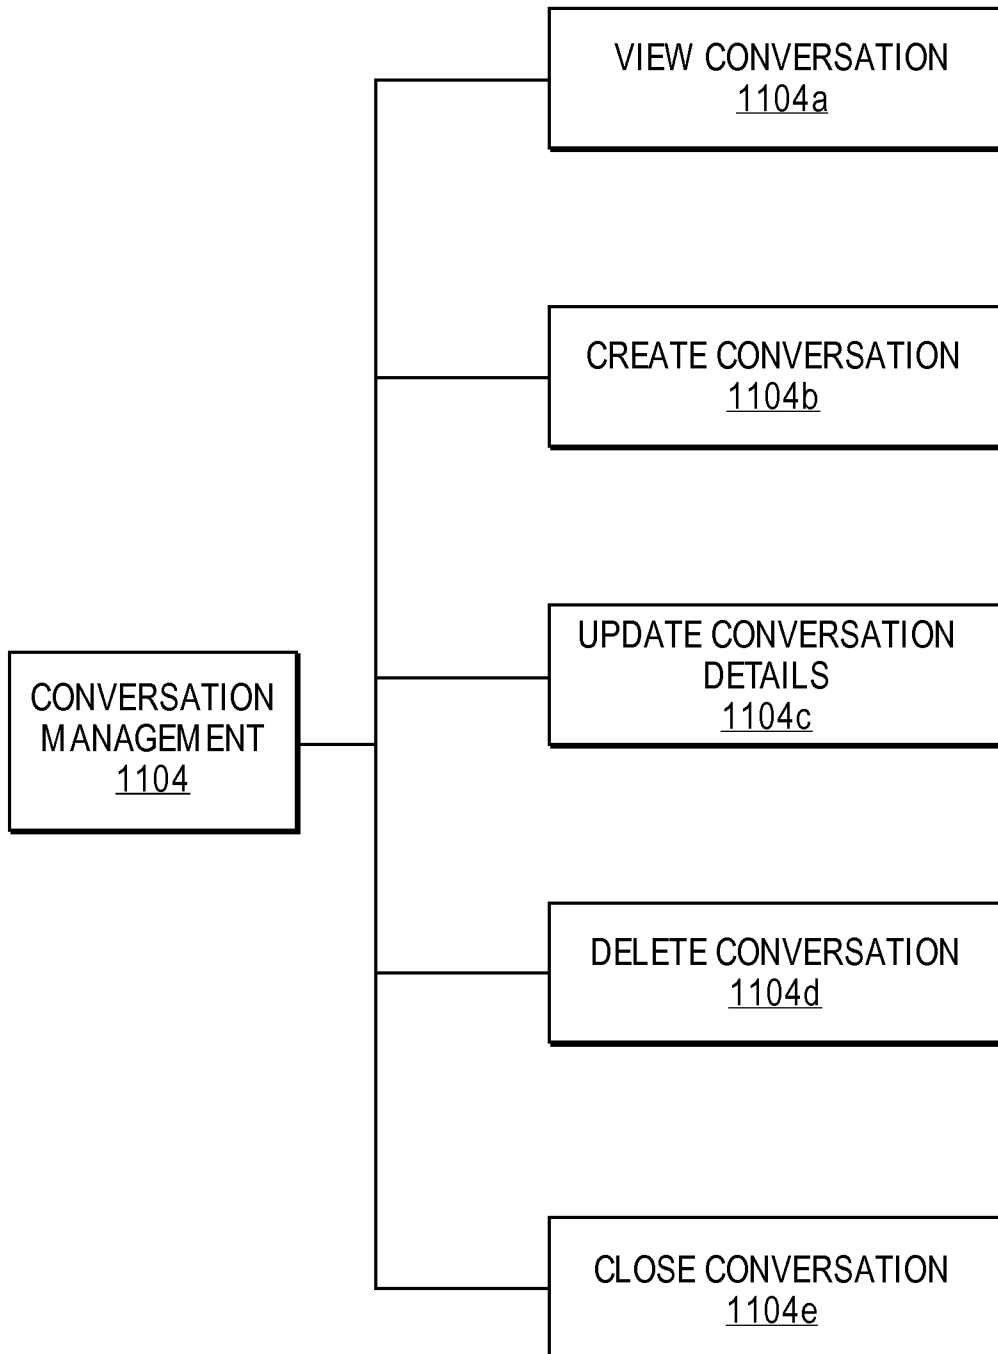 VIEW CONVERSATION
1104a
CREATE CONVERSATION
1104b
UPDATE CONVERSATION
DETAILS
1104c
CONVERSATION
MANAGEMENT
1104
DELETE CONVERSATION
1104d
CLOSE CONVERSATION
1104e